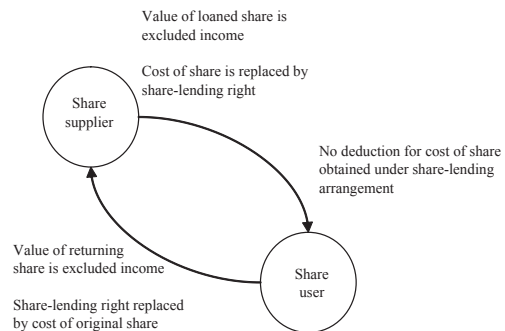 Value of loaned share is
excluded income
Cost of share is replaced by
share-lending right
Share
supplier
No deduction for cost of share
obtained under share-lending
arrangement
Value of returning
share is excluded income
Share-lending right replaced
by cost of original share
Share
user